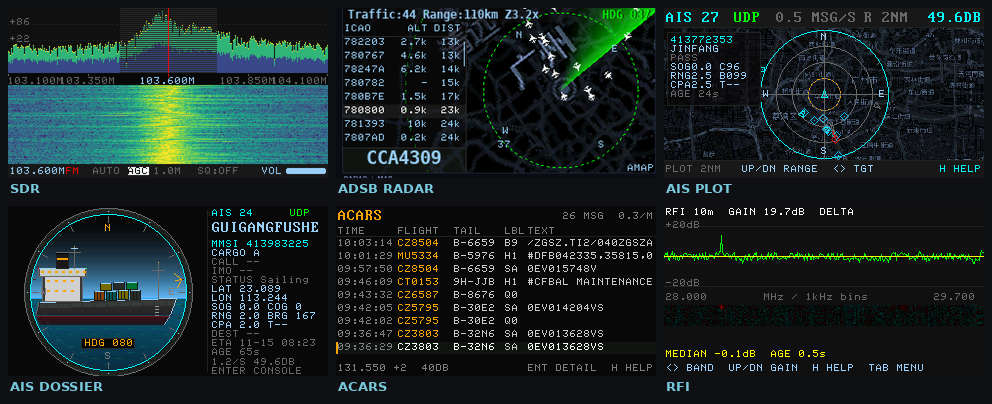 +86
+22
103.100M 103.350M 103.600M 103.850M 104.100M
103.600M FM AUTO AGC 1.0M SQ:OFF VOL
SDR
Traffic:44 Range:110km Z3.2x HDG 037
ICAO ALT DIST
782203 2.7k 13k
780767 4.6k 13k
78247A 6.2k 14k
780782 - 15k
780B7E 1.5k 17k
780800 0.9k 23k
781393 10k 24k
7807AD 0.2k 24k
CCA4309
N
E
S
W
37
AMAP
ADSB RADAR
AIS 27 UDP 0.5 MSG/S R 2NM 49.6DB
413772353
JINFANG
PASS
SOG0.0 C96
RNG2.5 B099
CPA2.5 T--
AGE 24s
N
W
E
S
PLOT 2NM UP/DN RANGE <> TGT H HELP
AIS PLOT
AIS 24 UDP
GUIGANGFUSHE
MMSI 413983225
CARGO A
CALL --
IMO --
STATUS Sailing
LAT 23.089
LON 113.244
SOG 0.0 COG 0
RNG 2.0 BRG 167
CPA 2.0 T--
DEST --
ETA 11-15 08:23
AGE 65s
1.2/S 49.6DB
ENTER CONSOLE
HDG 080
AIS DOSSIER
ACARS 26 MSG 0.3/M
TIME FLIGHT TAIL LBL TEXT
10:03:14 CZ8504 B-6659 B9 /ZGSZ.TI2/040ZGSZA
10:01:29 MU5334 B-5976 H1 #DFB042335,35815,0
09:57:50 CZ8504 B-6659 SA 0EV015748V
09:46:09 CT0153 9H-JJB H1 #CFBAL MAINTENANCE
09:43:32 CZ6587 B-8676 Q0
09:42:05 CZ5795 B-30E2 SA 0EV014204VS
09:42:02 CZ5795 B-30E2 Q0
09:36:47 CZ3803 B-32N6 SA 0EV013628VS
09:36:29 CZ3803 B-32N6 SA 0EV013628VS
131.550 +2 40DB ENT DETAIL H HELP
ACARS
RFI 10m GAIN 19.7dB DELTA
+20dB
-20dB
28.000 MHz / 1kHz bins 29.700
MEDIAN -0.1dB AGE 0.5s
<> BAND UP/DN GAIN H HELP TAB MENU
RFI